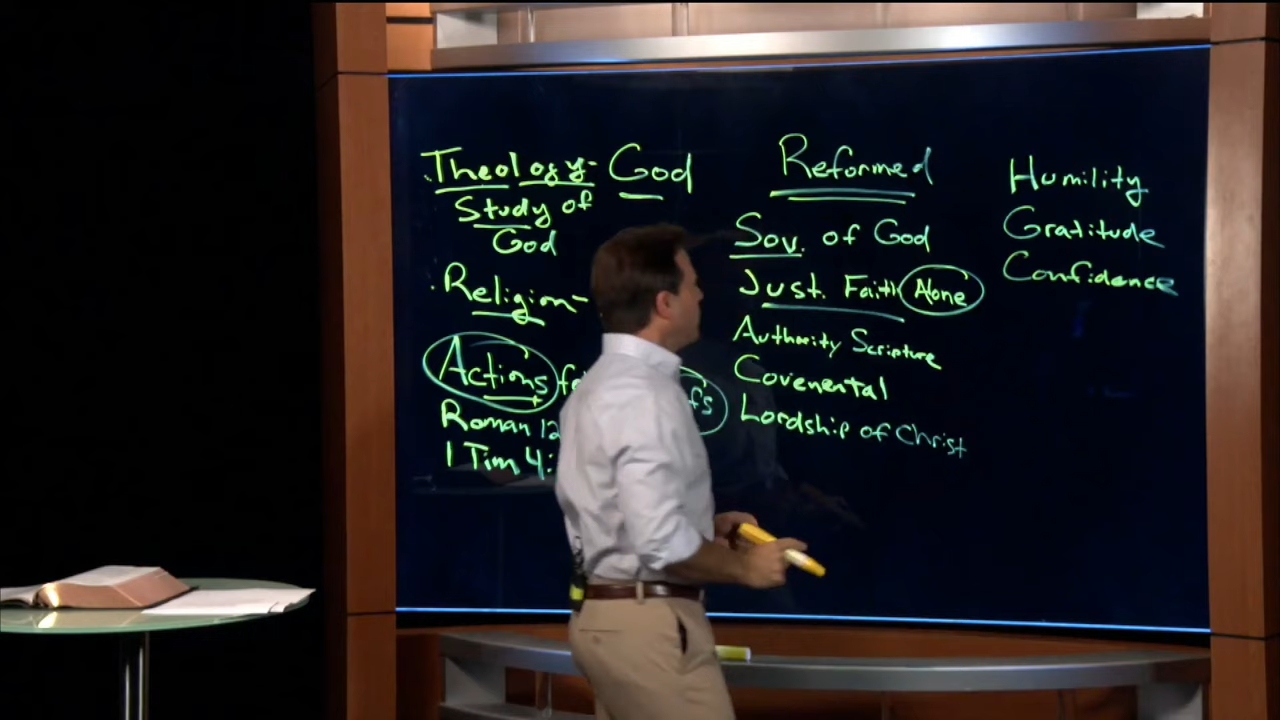 Theology- God
Study of
God
. Religion-
Actions
Roman 12
1 Tim 4:
Reformed
Sov. of God
Just. Faith Alone
Authority Scripture
Covenental
Lordship of Christ
Humility
Gratitude
Confidence